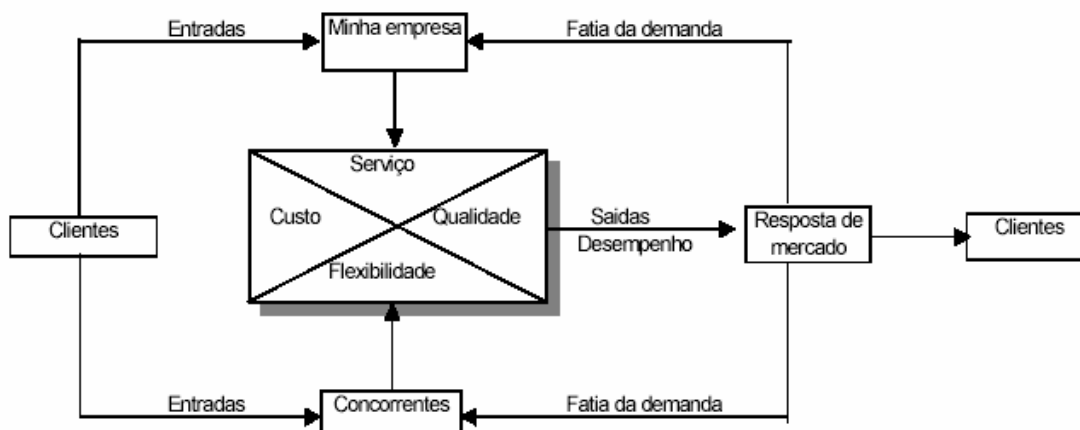 Entradas
Minha empresa
Fatia da demanda
Serviço
Custo
Qualidade
Flexibilidade
Clientes
Saidas
Desempenho
Resposta de
mercado
Clientes
Entradas
Concorrentes
Fatia da demanda